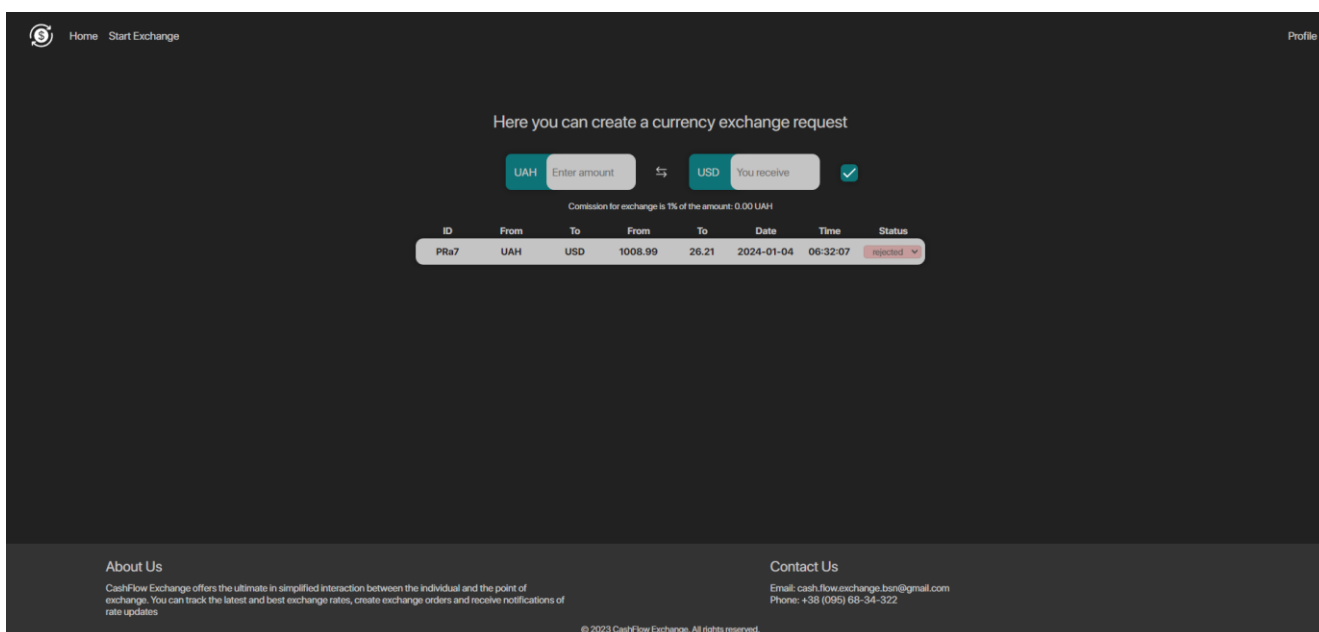 Home Start Exchange Profile
Here you can create a currency exchange request
UAH Enter amount USD You receive
Comission for exchange is 1% of the amount: 0.00 UAH
ID From To From To Date Time Status
PRa7 UAH USD 1008.99 26.21 2024-01-04 06:32:07 rejected
About Us
CashFlow Exchange offers the ultimate in simplified interaction between the individual and the point of
exchange. You can track the latest and best exchange rates, create exchange orders and receive notifications of
rate updates
Contact Us
Email: cash.flow.exchange.bsn@gmail.com
Phone: +38 (095) 68-34-322
© 2023 CashFlow Exchange. All rights reserved.